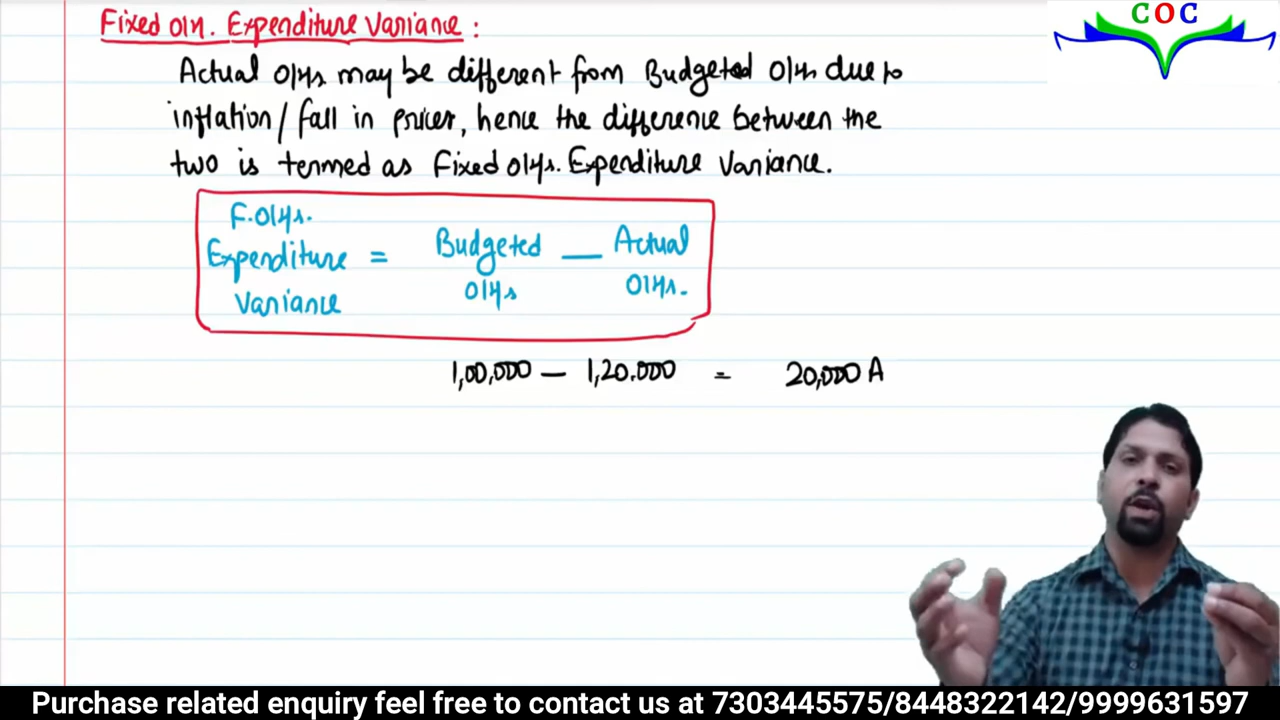 Fixed O/H. Expenditure Variance :
COC
Actual O/Hs may be different from Budgeted O/Hs due to
inflation/ fall in prices, hence the difference between the
two is termed as Fixed O/Hs. Expenditure Variance.
F.O/Hs.
Expenditure = Budgeted — Actual
Variance O/Hs O/Hs.
1,00,000 — 1,20,000 = 20,000 A
Purchase related enquiry feel free to contact us at 7303445575/8448322142/9999631597